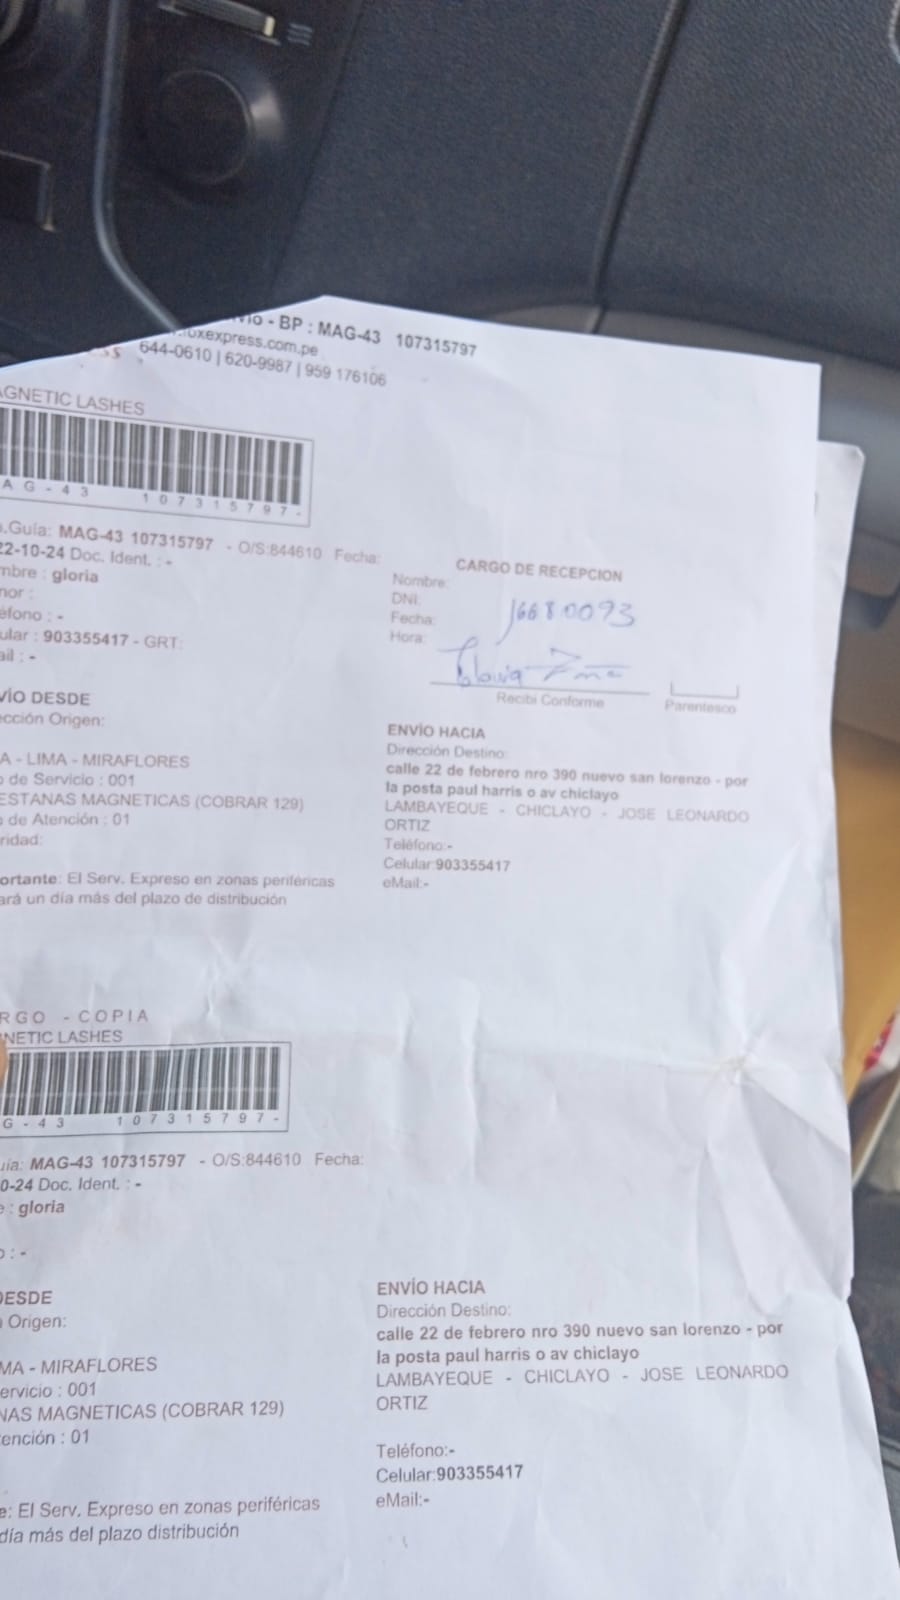 - BP : MAG-43 107315797
oxexpress.com.pe
644-0610 | 620-9987 | 959 176106
AGNETIC LASHES
AG-43 107315797-
.Guía: MAG-43 107315797 - O/S:844610 Fecha:
22-10-24 Doc. Ident. : -
mbre : gloria
nor :
éfono : -
ular : 903355417 - GRT:
ail : -
CARGO DE RECEPCION
Nombre:
DNI:
Fecha: 16680093
Hora:
Recibi Conforme
Parentesco
VÍO DESDE
ección Origen:
A - LIMA - MIRAFLORES
o de Servicio : 001
ESTANAS MAGNETICAS (COBRAR 129)
o de Atención : 01
ridad:
ortante: El Serv. Expreso en zonas periféricas
ará un día más del plazo de distribución
ENVÍO HACIA
Dirección Destino:
calle 22 de febrero nro 390 nuevo san lorenzo - por
la posta paul harris o av chiclayo
LAMBAYEQUE - CHICLAYO - JOSE LEONARDO
ORTIZ
Teléfono:-
Celular:903355417
eMail:-
RGO - COPIA
NETIC LASHES
G-43 107315797-
uía: MAG-43 107315797 - O/S:844610 Fecha:
0-24 Doc. Ident. : -
e : gloria
o : -
DESDE
Origen:
MA - MIRAFLORES
ervicio : 001
NAS MAGNETICAS (COBRAR 129)
ención : 01
e: El Serv. Expreso en zonas periféricas
día más del plazo distribución
ENVÍO HACIA
Dirección Destino:
calle 22 de febrero nro 390 nuevo san lorenzo - por
la posta paul harris o av chiclayo
LAMBAYEQUE - CHICLAYO - JOSE LEONARDO
ORTIZ
Teléfono:-
Celular:903355417
eMail:-